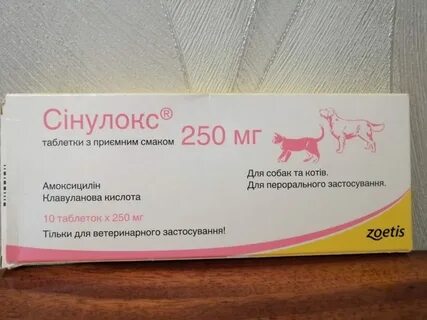 Сінулокс®
таблетки з приємним смаком
250 мг
Для собак та котів.
Для перорального застосування.
Амоксицилін
Клавуланова кислота
10 таблеток х 250 мг
Тільки для ветеринарного застосування!
zoetis